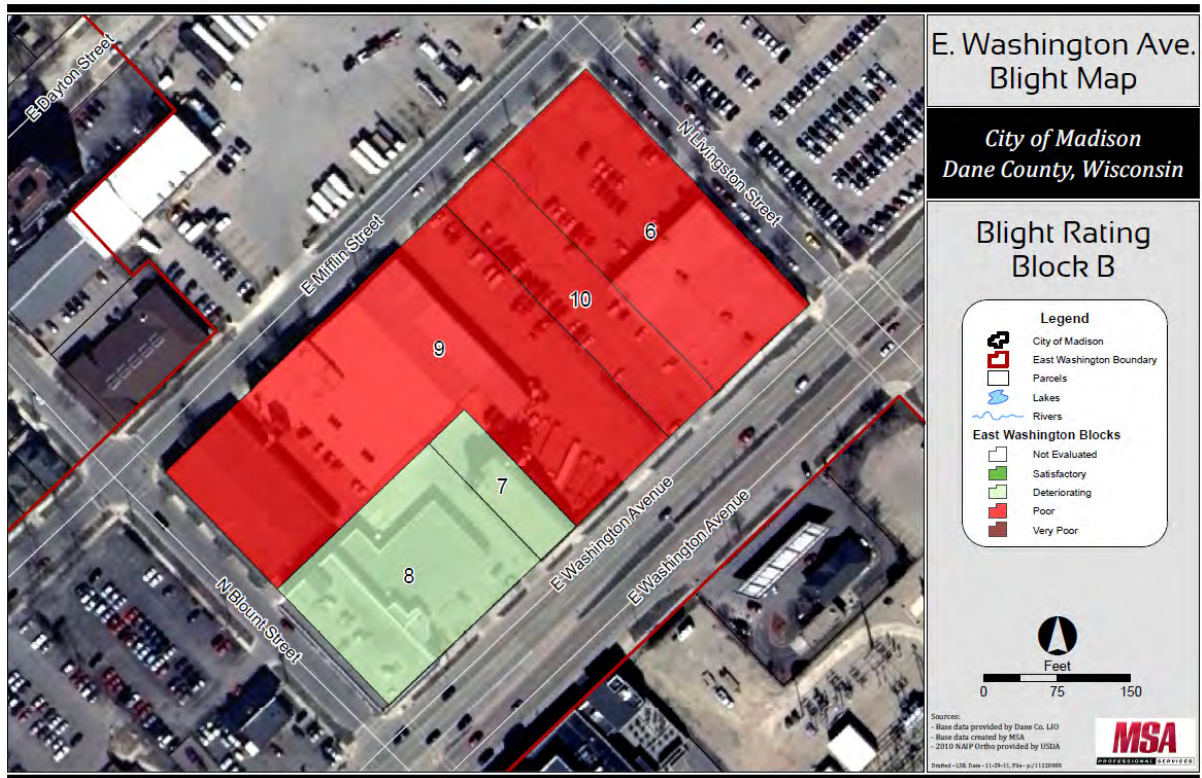 E. Washington Ave.
Blight Map
City of Madison
Dane County, Wisconsin
Blight Rating
Block B
Legend
City of Madison
East Washington Boundary
Parcels
Lakes
Rivers
East Washington Blocks
Not Evaluated
Satisfactory
Deteriorating
Poor
Very Poor
Feet
0 75 150
Sources:
- Base data provided by Dane Co. LIO
- Base data created by MSA
- 2010 NAIP Ortho provided by USDA
MSA
PROFESSIONAL SERVICES
E Dayton Street
N Livingston Street
E Mifflin Street
6
10
9
7
8
E Washington Avenue
E Washington Avenue
N Blount Street